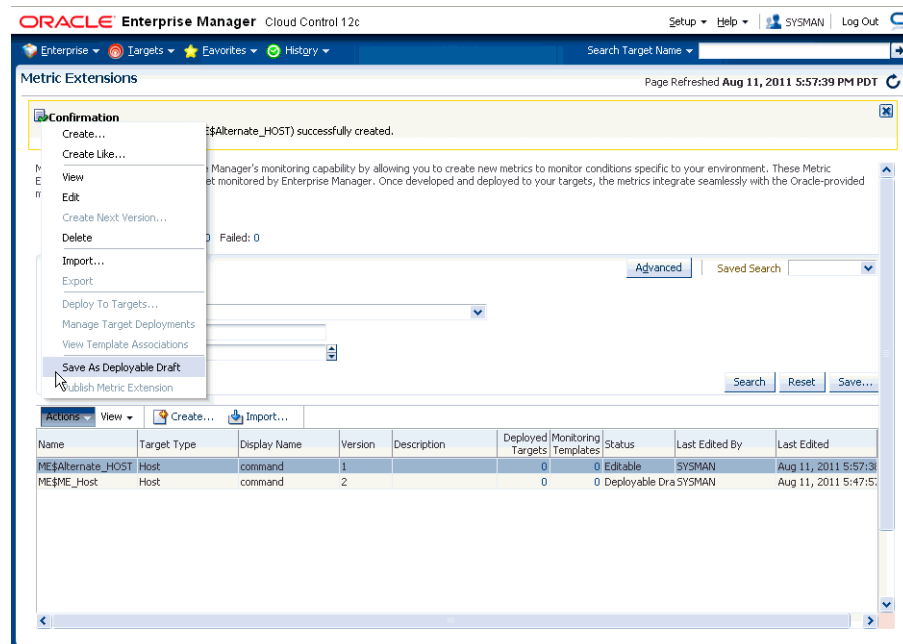 ORACLE Enterprise Manager Cloud Control 12c
Setup Help SYSMAN Log Out
Enterprise Targets Favorites History Search Target Name
Metric Extensions
Page Refreshed Aug 11, 2011 5:57:39 PM PDT
Confirmation
E$Alternate_HOST) successfully created.
Create...
Create Like...
View
Edit
Create Next Version...
Delete
Import...
Export
Deploy To Targets...
Manage Target Deployments
View Template Associations
Save As Deployable Draft
Publish Metric Extension
Manager's monitoring capability by allowing you to create new metrics to monitor conditions specific to your environment. These Metric
et monitored by Enterprise Manager. Once developed and deployed to your targets, the metrics integrate seamlessly with the Oracle-provided
Failed: 0
Advanced Saved Search
Search Reset Save...
Actions View Create... Import...
Name Target Type Display Name Version Description Deployed Targets Monitoring Templates Status Last Edited By Last Edited
ME$Alternate_HOST Host command 1 0 0 Editable SYSMAN Aug 11, 2011 5:57:38
ME$ME_Host Host command 2 0 0 Deployable Dra SYSMAN Aug 11, 2011 5:47:5